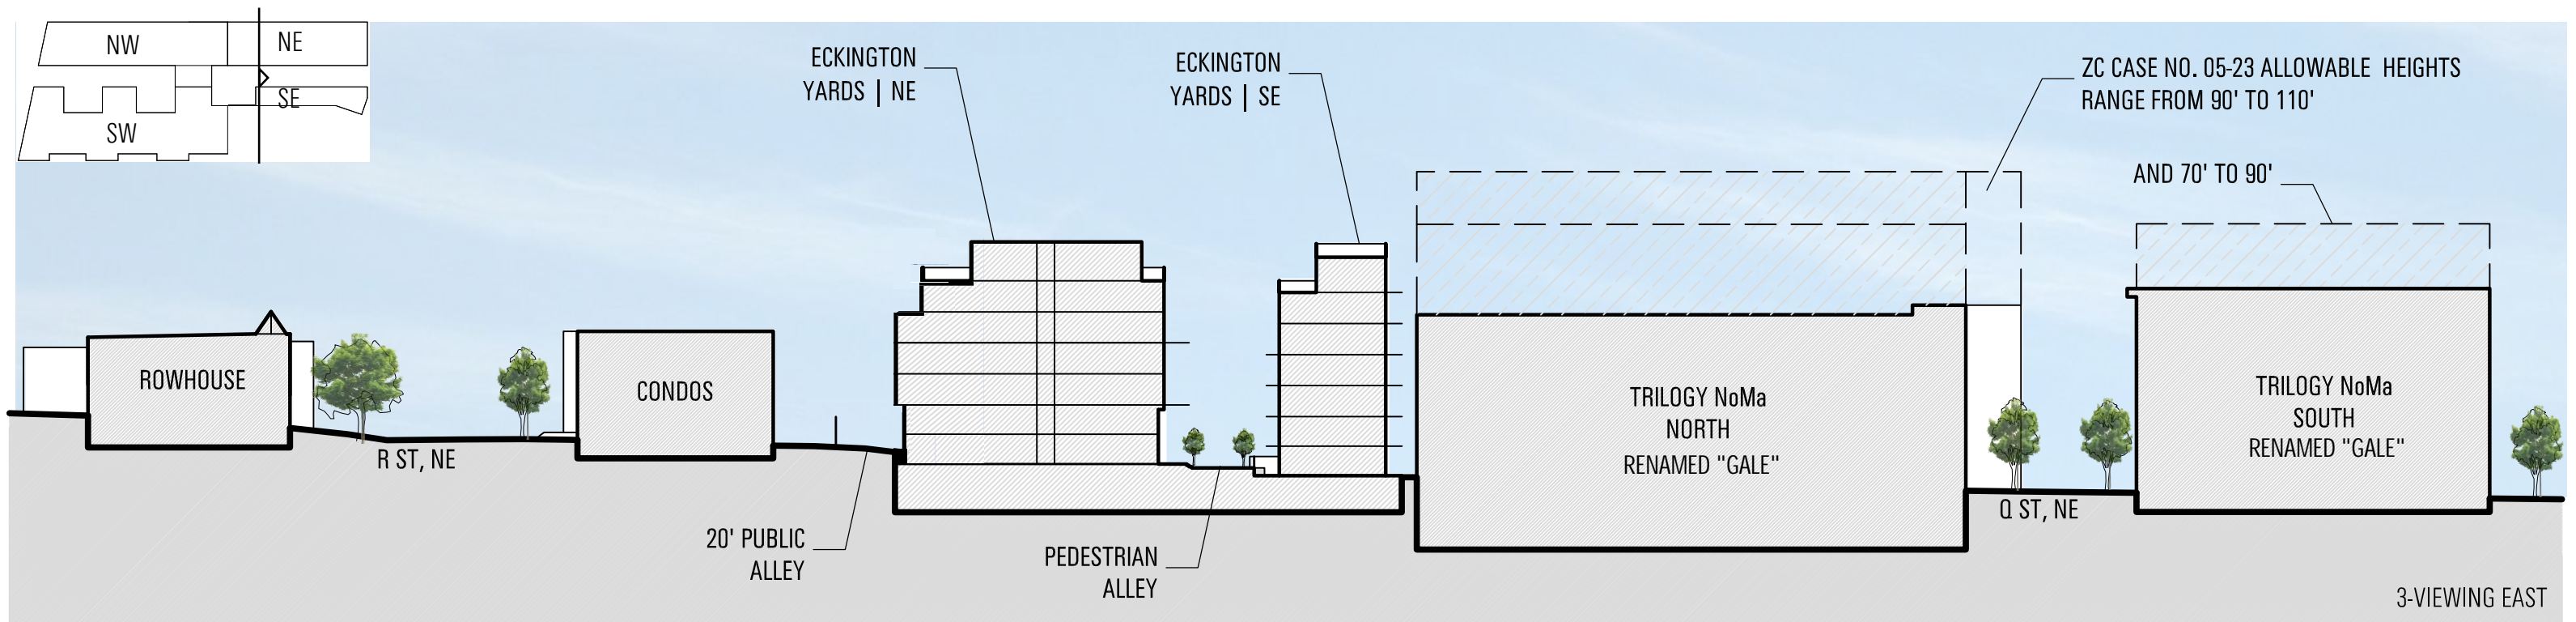 NW
NE
SE
SW
ECKINGTON
YARDS | NE
ECKINGTON
YARDS | SE
ZC CASE NO. 05-23 ALLOWABLE HEIGHTS
RANGE FROM 90' TO 110'
AND 70' TO 90'
ROWHOUSE
R ST, NE
CONDOS
20' PUBLIC
ALLEY
PEDESTRIAN
ALLEY
TRILOGY NoMa
NORTH
RENAMED "GALE"
Q ST, NE
TRILOGY NoMa
SOUTH
RENAMED "GALE"
3-VIEWING EAST